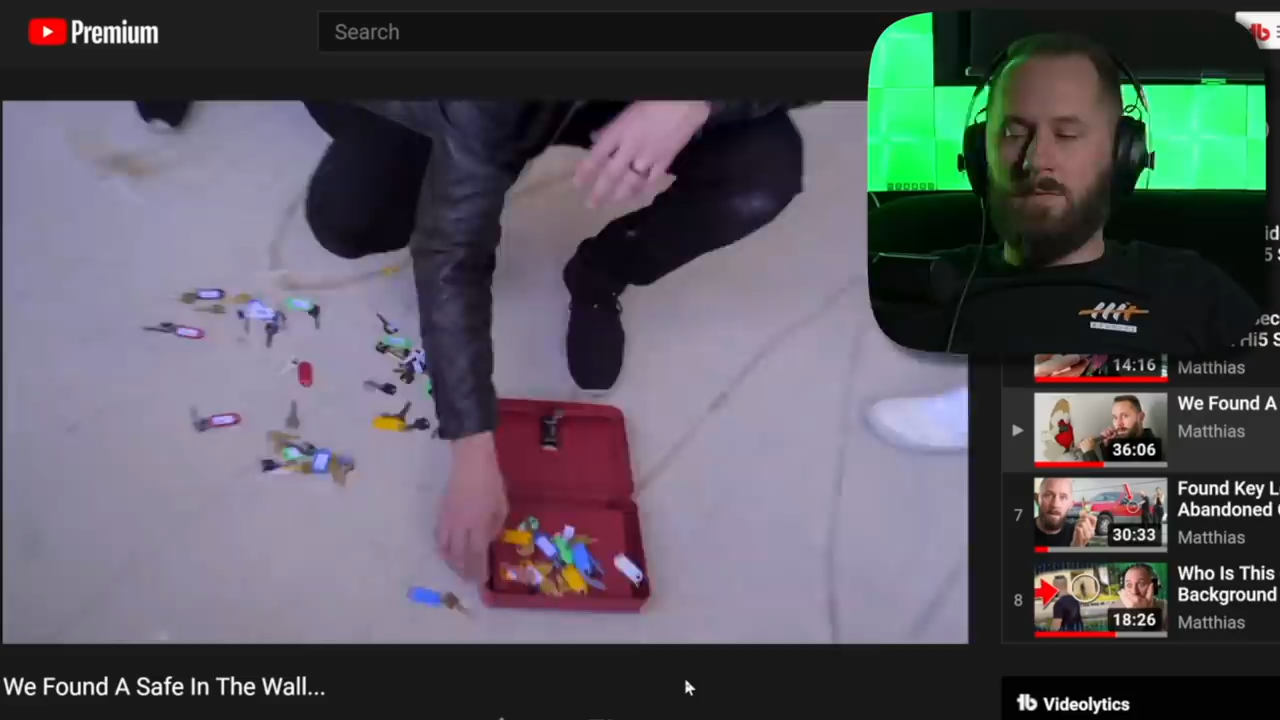 Premium
Search
14:16
Matthias
We Found A
Matthias
36:06
7
Found Key L
Abandoned
30:33
Matthias
8
Who Is This
Background
18:26
Matthias
We Found A Safe In The Wall...
Videolytics